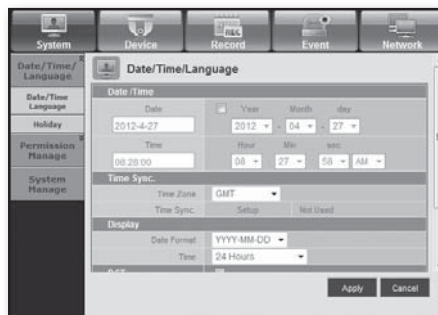 System Device Record Event Network
Date/Time/
Language
Date/Time
Language
Holiday
Permission
Manage
System
Manage
Date/Time/Language
Date /Time
Date Year Month day
2012-4-27 2012 - 04 - 27
Time Hour Min sec
08:28:00 08 27 58 AM
Time Sync.
Time Zone GMT
Time Sync. Setup Not Used
Display
Date Format YYYY-MM-DD
Time 24 Hours
DST
Apply Cancel